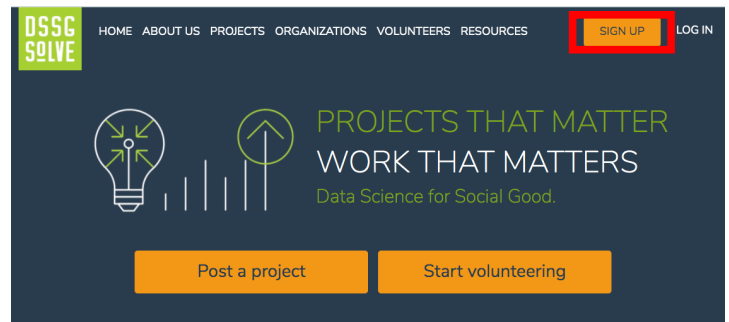 DSSG
SOLVE
HOME ABOUT US PROJECTS ORGANIZATIONS VOLUNTEERS RESOURCES SIGN UP LOG IN
PROJECTS THAT MATTER
WORK THAT MATTERS
Data Science for Social Good.
Post a project Start volunteering